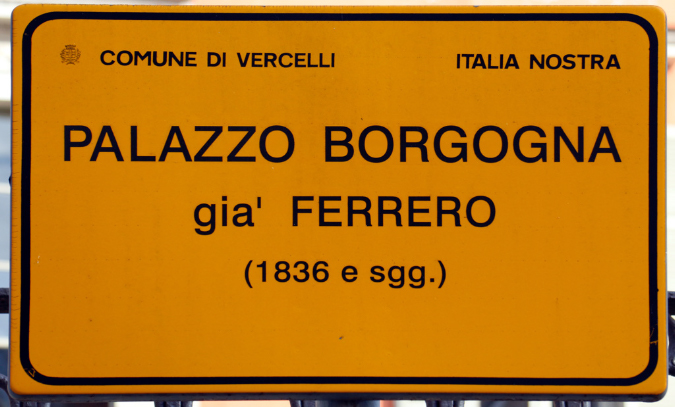 COMUNE DI VERCELLI ITALIA NOSTRA
PALAZZO BORGOGNA
gia' FERRERO
(1836 e sgg.)